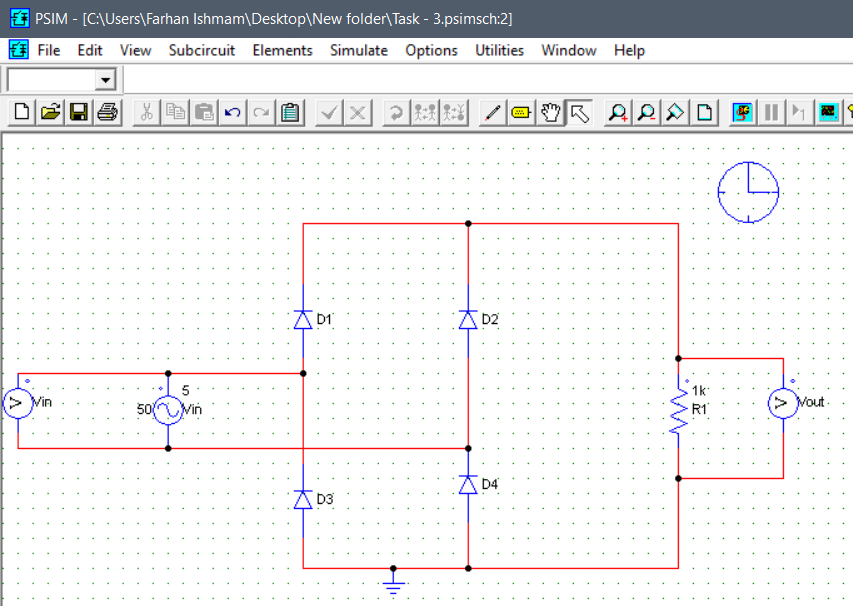 PSIM - [C:\Users\Farhan Ishmam\Desktop\New folder\Task - 3.psimsch:2]
File Edit View Subcircuit Elements Simulate Options Utilities Window Help
D1
D2
Vin
5
50
Vin
1k
R1
Vout
D3
D4